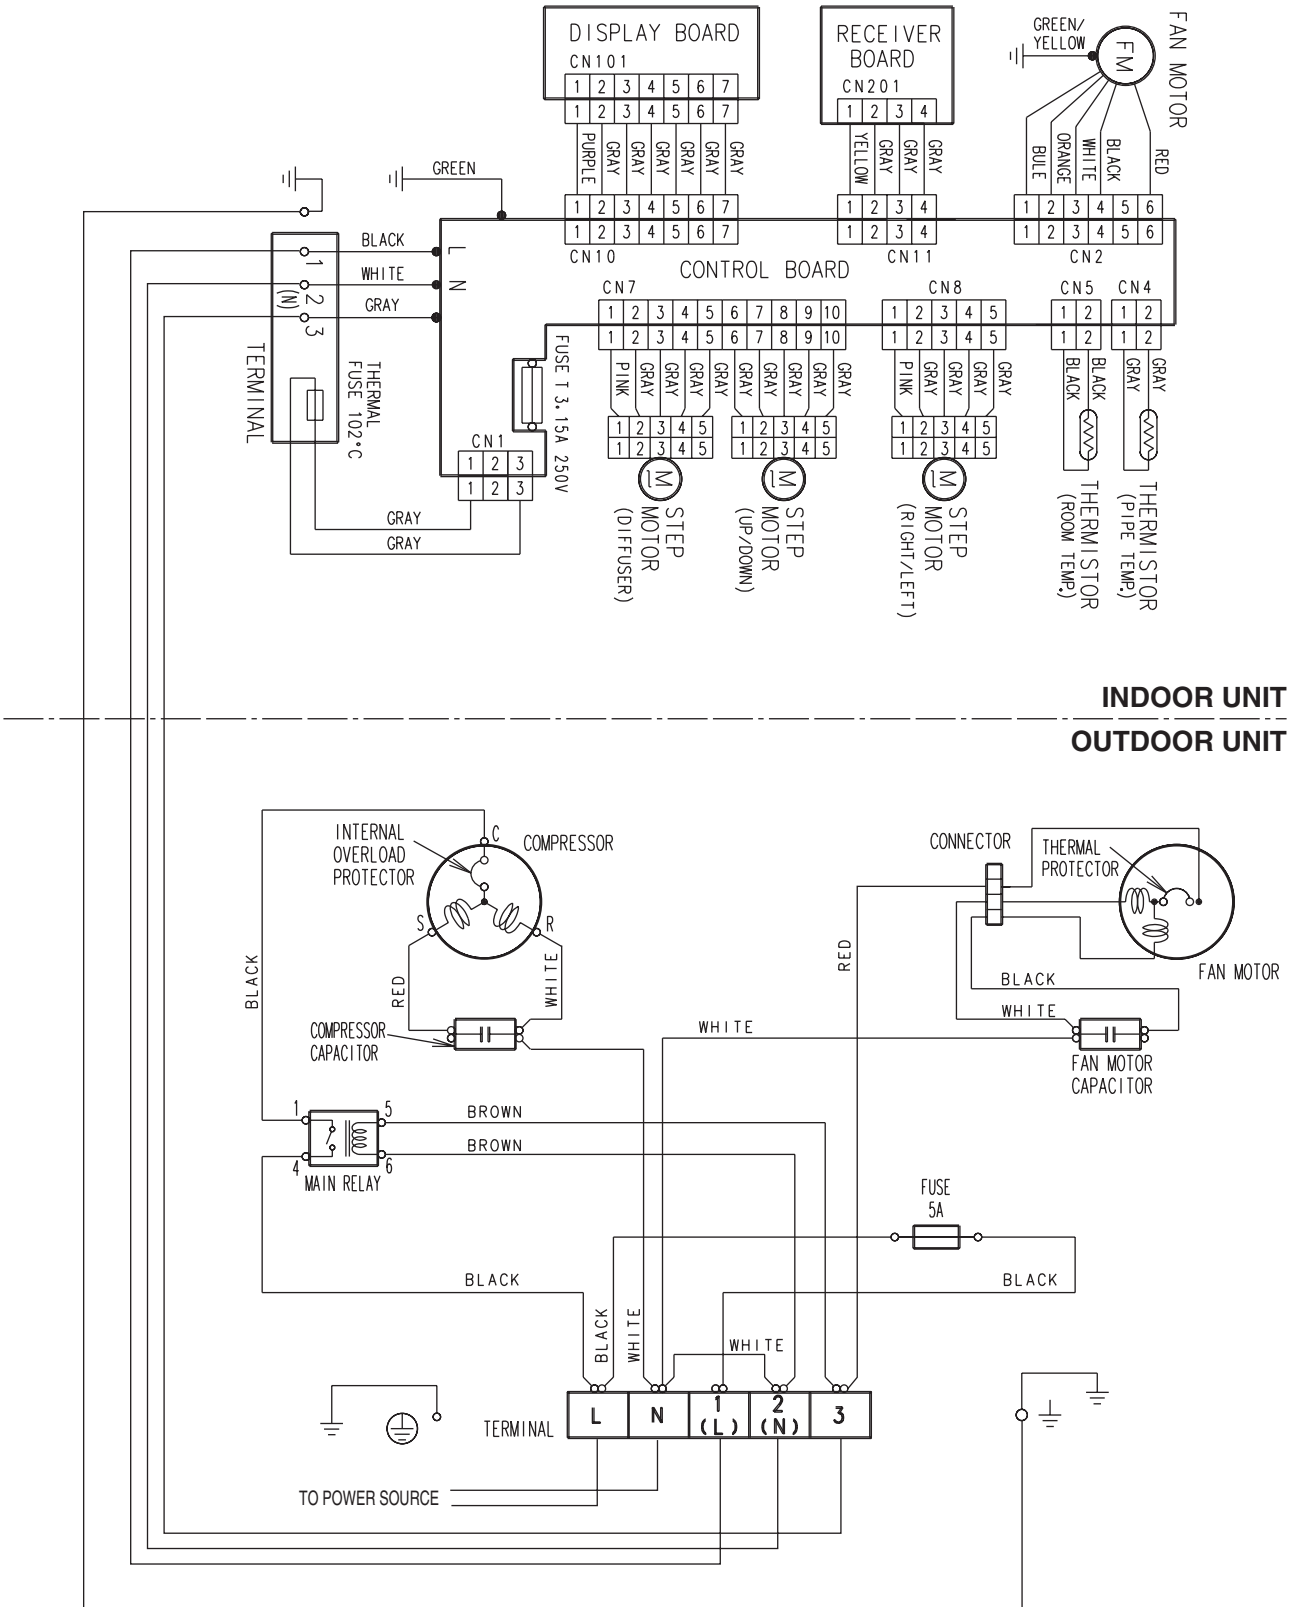 DISPLAY BOARD
CN101
1 2 3 4 5 6 7
1 2 3 4 5 6 7
PURPLE GRAY GRAY GRAY GRAY GRAY GRAY
1 2 3 4 5 6 7
1 2 3 4 5 6 7
CN10
RECEIVER
BOARD
CN201
1 2 3 4
YELLOW GRAY GRAY GRAY
1 2 3 4
1 2 3 4
CN11
GREEN/
YELLOW
FM
FAN MOTOR
BULE ORANGE WHITE BLACK RED
1 2 3 4 5 6
1 2 3 4 5 6
CN2
GREEN
BLACK
WHITE
GRAY
L
N
1
2
(N)
3
TERMINAL
THERMAL
FUSE 102°C
CONTROL BOARD
FUSE T 3.15A 250V
CN1
1 2 3
1 2 3
GRAY
GRAY
CN7
1 2 3 4 5 6 7 8 9 10
1 2 3 4 5 6 7 8 9 10
PINK GRAY GRAY GRAY GRAY GRAY GRAY GRAY GRAY GRAY
1 2 3 4 5
1 2 3 4 5
M
STEP
MOTOR
(DIFFUSER)
1 2 3 4 5
1 2 3 4 5
M
STEP
MOTOR
(UP/DOWN)
CN8
1 2 3 4 5
1 2 3 4 5
PINK GRAY GRAY GRAY GRAY
1 2 3 4 5
1 2 3 4 5
M
STEP
MOTOR
(RIGHT/LEFT)
CN5
1 2
1 2
BLACK BLACK
THERMISTOR
(ROOM TEMP.)
CN4
1 2
1 2
GRAY GRAY
THERMISTOR
(PIPE TEMP.)
INDOOR UNIT
OUTDOOR UNIT
INTERNAL
OVERLOAD
PROTECTOR
C
COMPRESSOR
S
R
BLACK
RED
WHITE
COMPRESSOR
CAPACITOR
CONNECTOR
THERMAL
PROTECTOR
FAN MOTOR
RED
BLACK
WHITE
WHITE
FAN MOTOR
CAPACITOR
1
5
BROWN
BROWN
4
6
MAIN RELAY
FUSE
5A
BLACK
BLACK
BLACK
WHITE
WHITE
TERMINAL
L
N
1
(L)
2
(N)
3
TO POWER SOURCE